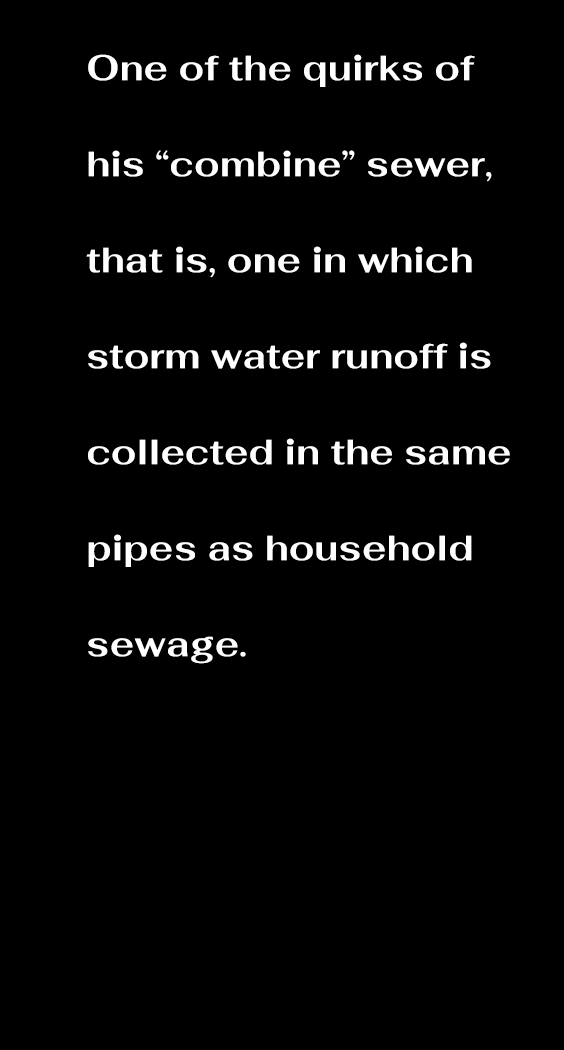 One of the quirks of
his “combine” sewer,
that is, one in which
storm water runoff is
collected in the same
pipes as household
sewage.